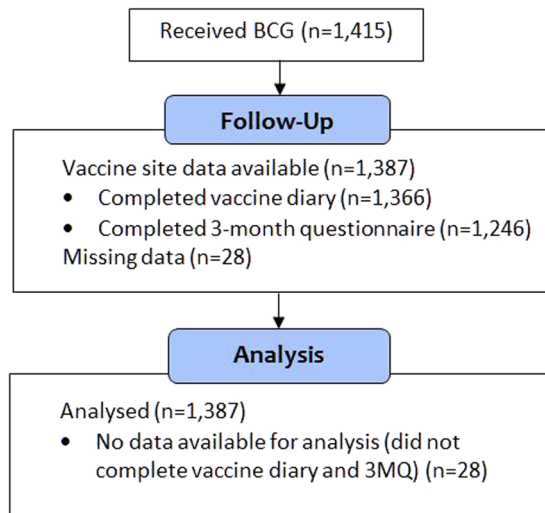 Received BCG (n=1,415)
Follow-Up
Vaccine site data available (n=1,387)
• Completed vaccine diary (n=1,366)
• Completed 3-month questionnaire (n=1,246)
Missing data (n=28)
Analysis
Analysed (n=1,387)
• No data available for analysis (did not
complete vaccine diary and 3MQ) (n=28)